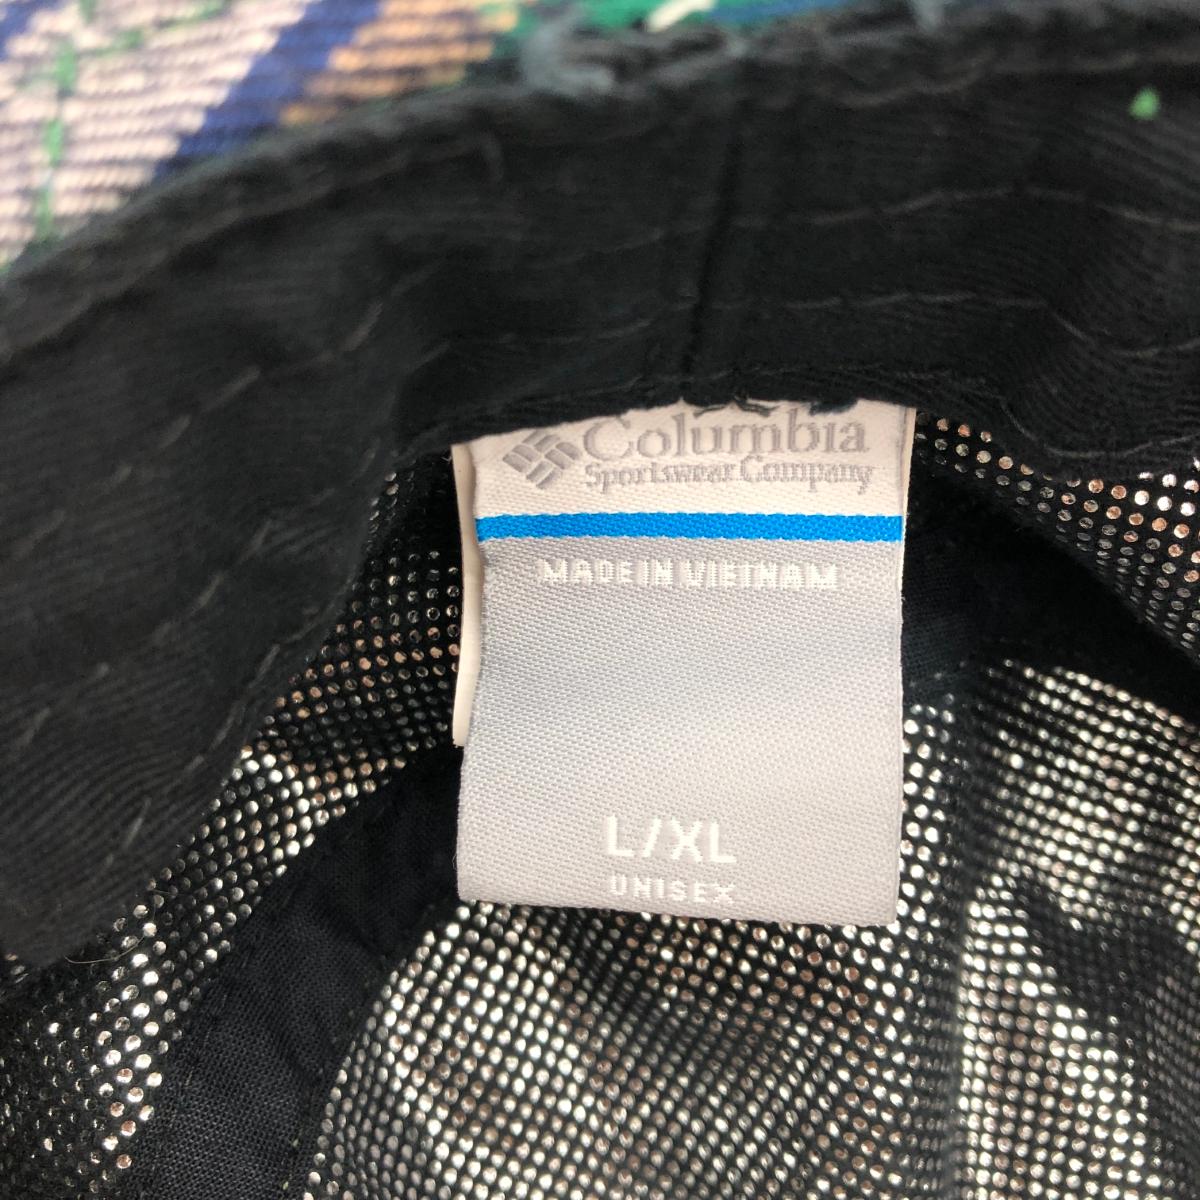 Columbia
Sportswear Company
MADE IN VIETNAM
L/XL
UNISEX